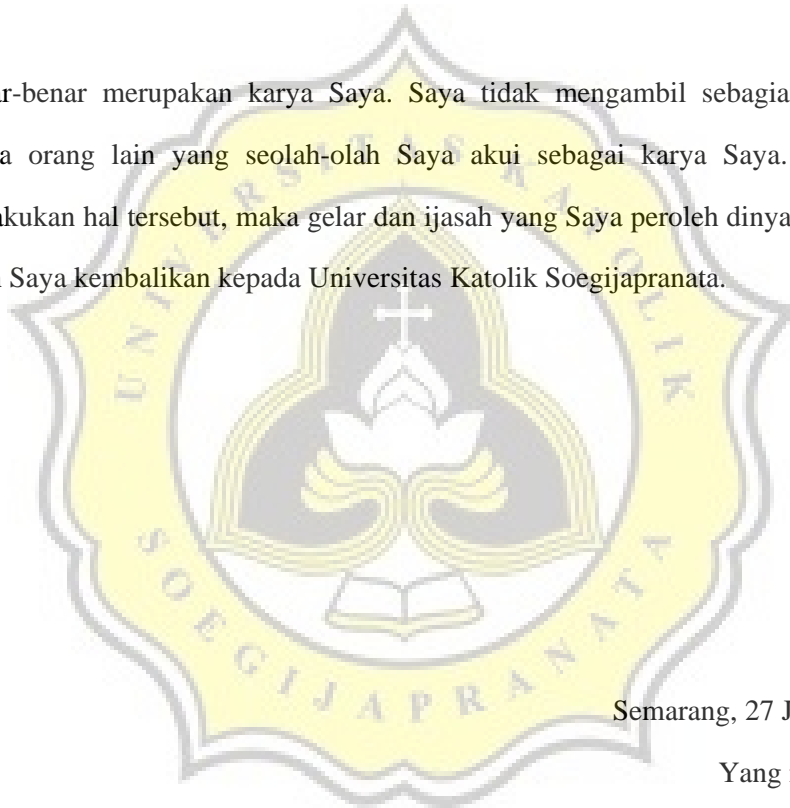 ar-benar merupakan karya Saya. Saya tidak mengambil sebagia
a orang lain yang seolah-olah Saya akui sebagai karya Saya.
akukan hal tersebut, maka gelar dan ijasah yang Saya peroleh dinya
Saya kembalikan kepada Universitas Katolik Soegijapranata.
UNIVERSITAS KATOLIK
SOEGIJAPRANATA
Semarang, 27 J
Yang